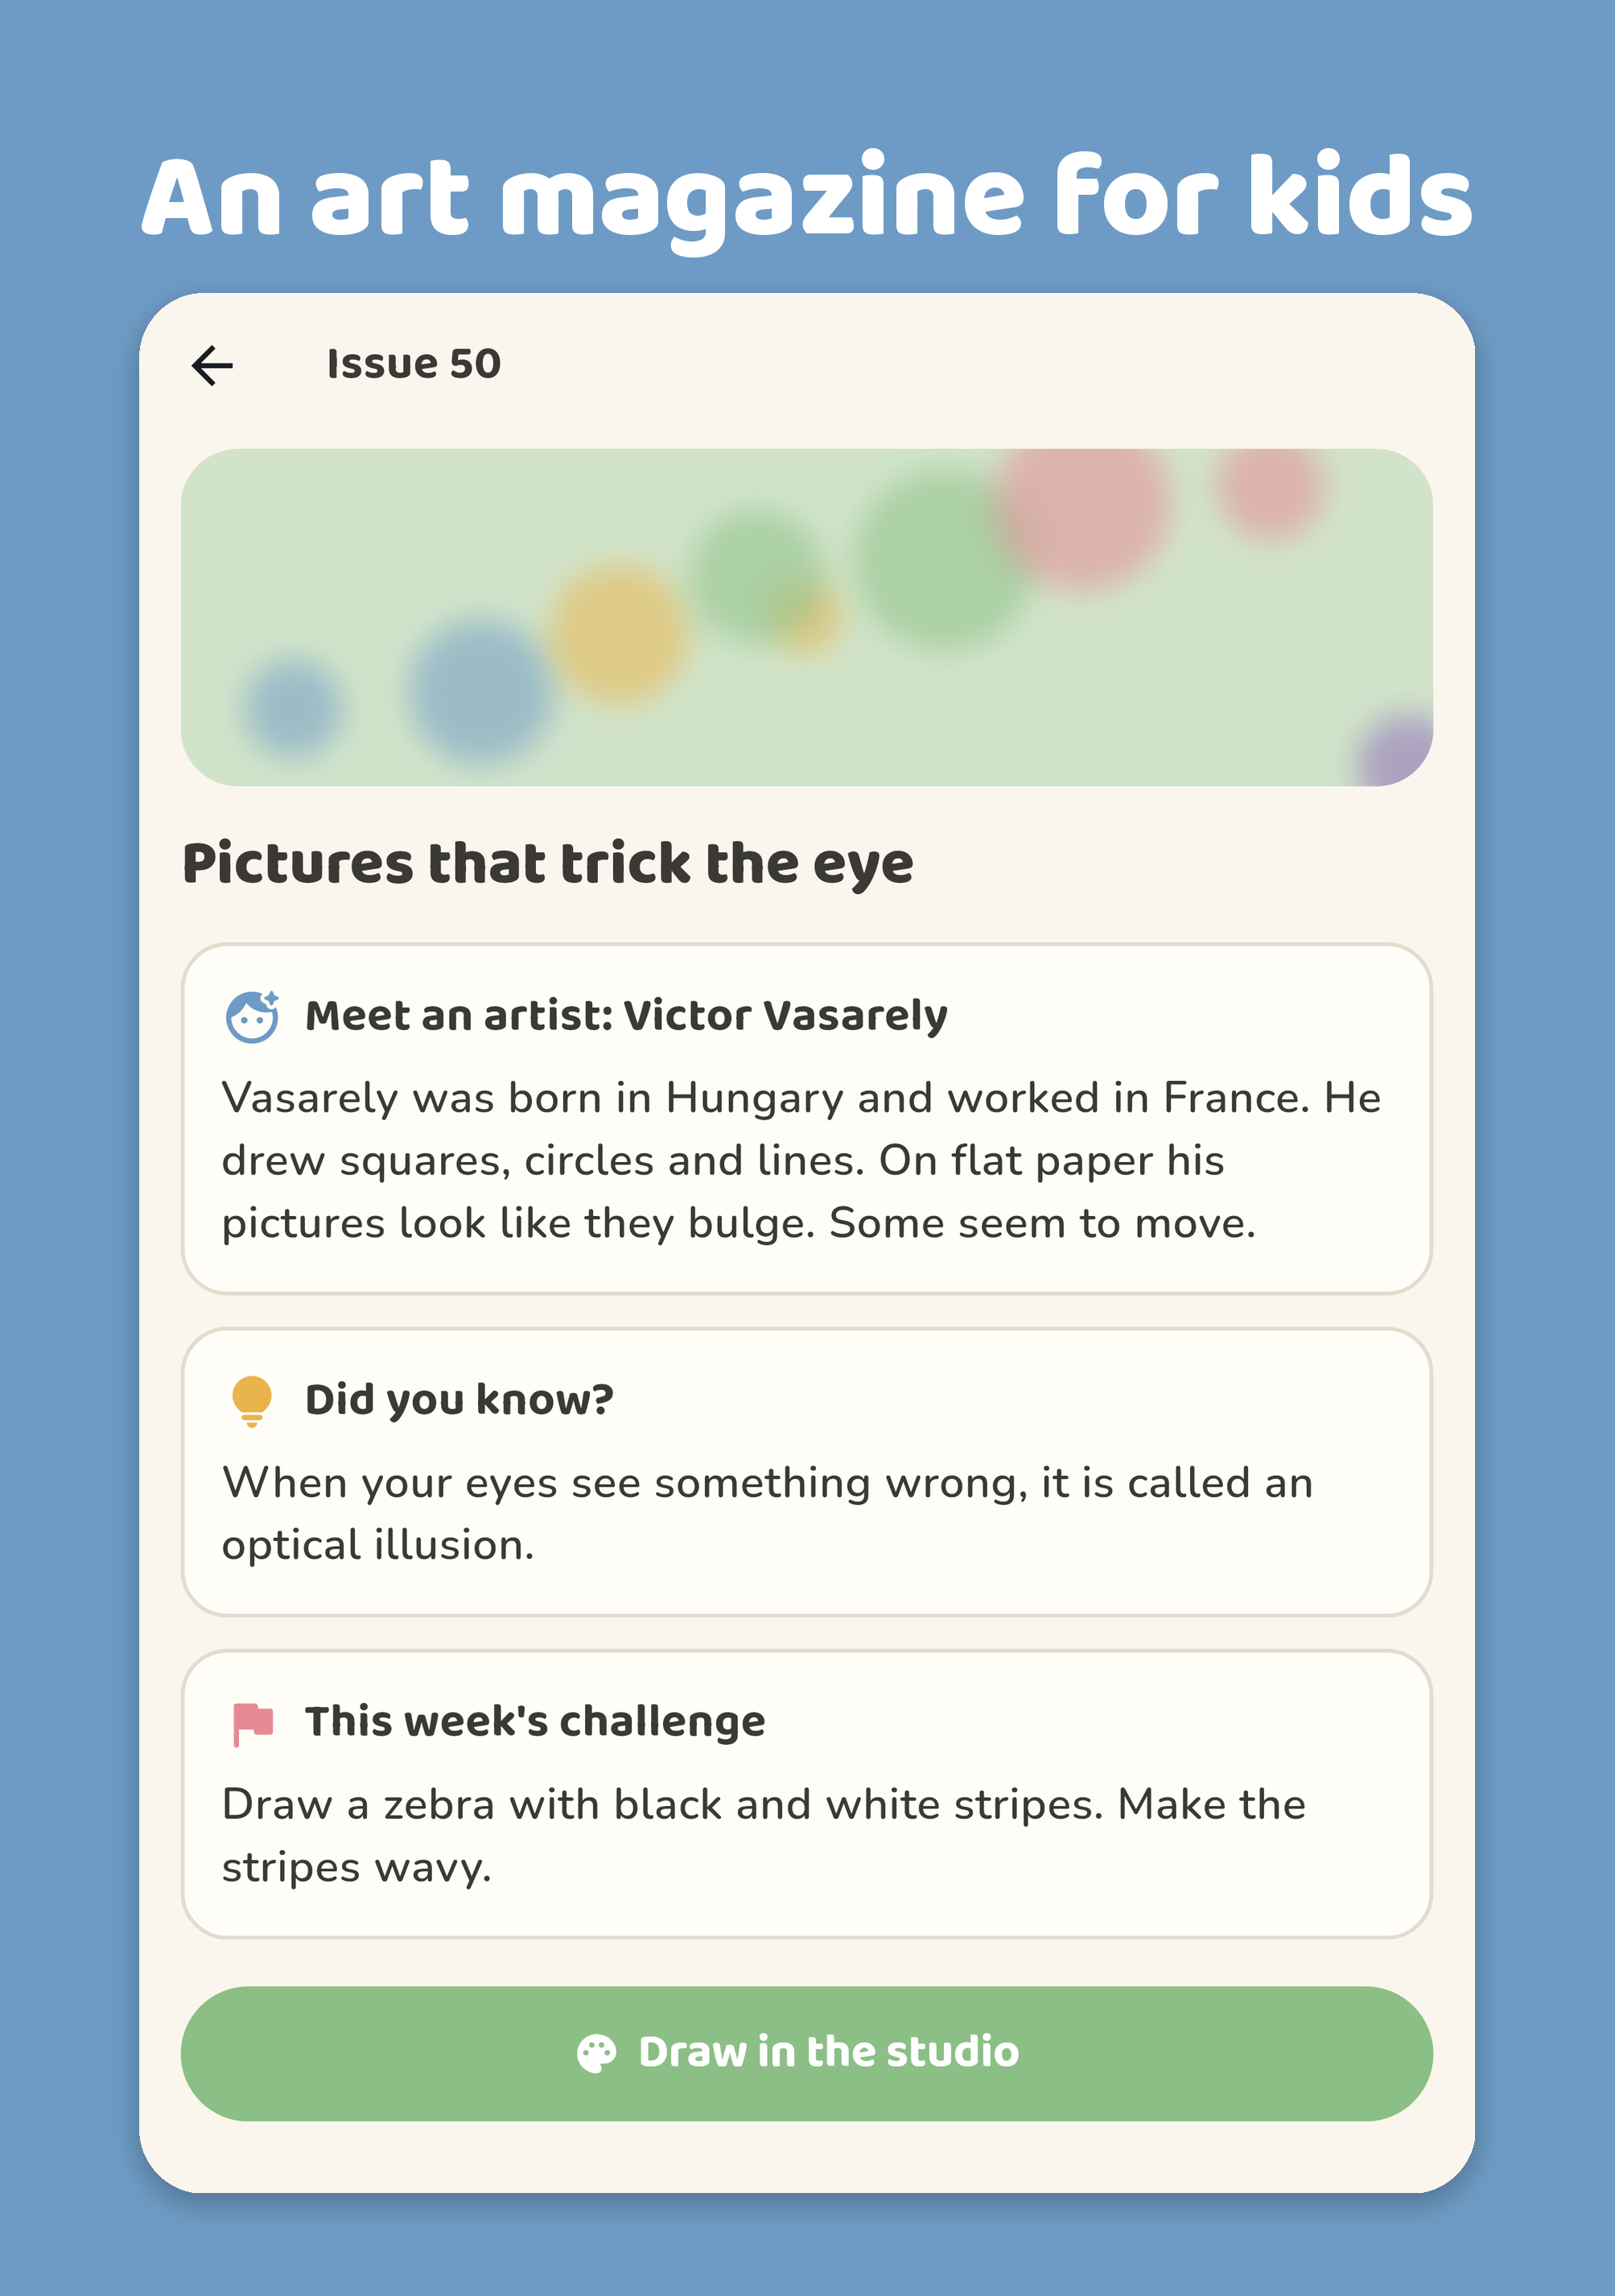 An art magazine for kids
Issue 50
Pictures that trick the eye
Meet an artist: Victor Vasarely
Vasarely was born in Hungary and worked in France. He
drew squares, circles and lines. On flat paper his
pictures look like they bulge. Some seem to move.
Did you know?
When your eyes see something wrong, it is called an
optical illusion.
This week's challenge
Draw a zebra with black and white stripes. Make the
stripes wavy.
Draw in the studio